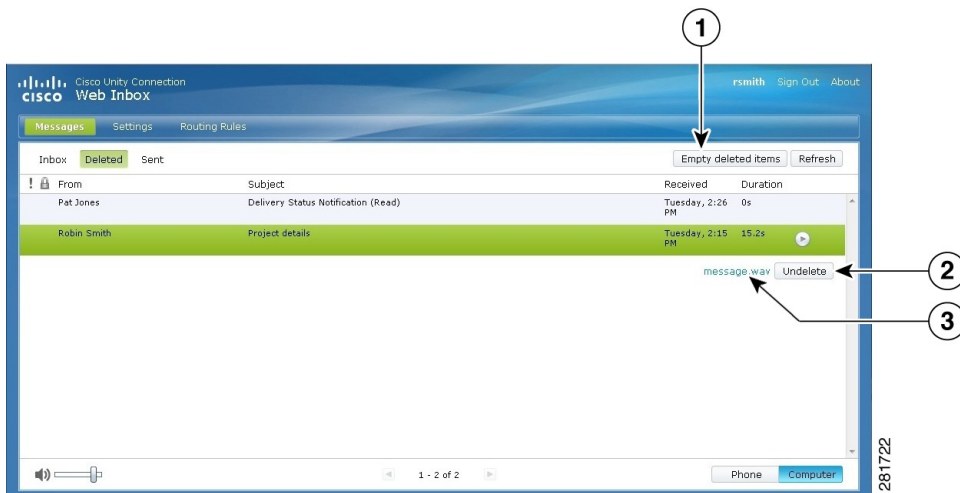 1
Cisco Unity Connection
rsmith Sign Out About
CISCO Web Inbox
Messages Settings Routing Rules
Inbox Deleted Sent Empty deleted items Refresh
! From Subject Received Duration
Pat Jones Delivery Status Notification (Read) Tuesday, 2:26 PM 0s
Robin Smith Project details Tuesday, 2:15 PM 15.2s
message.wav Undelete 2
3
1 - 2 of 2 Phone Computer
281722